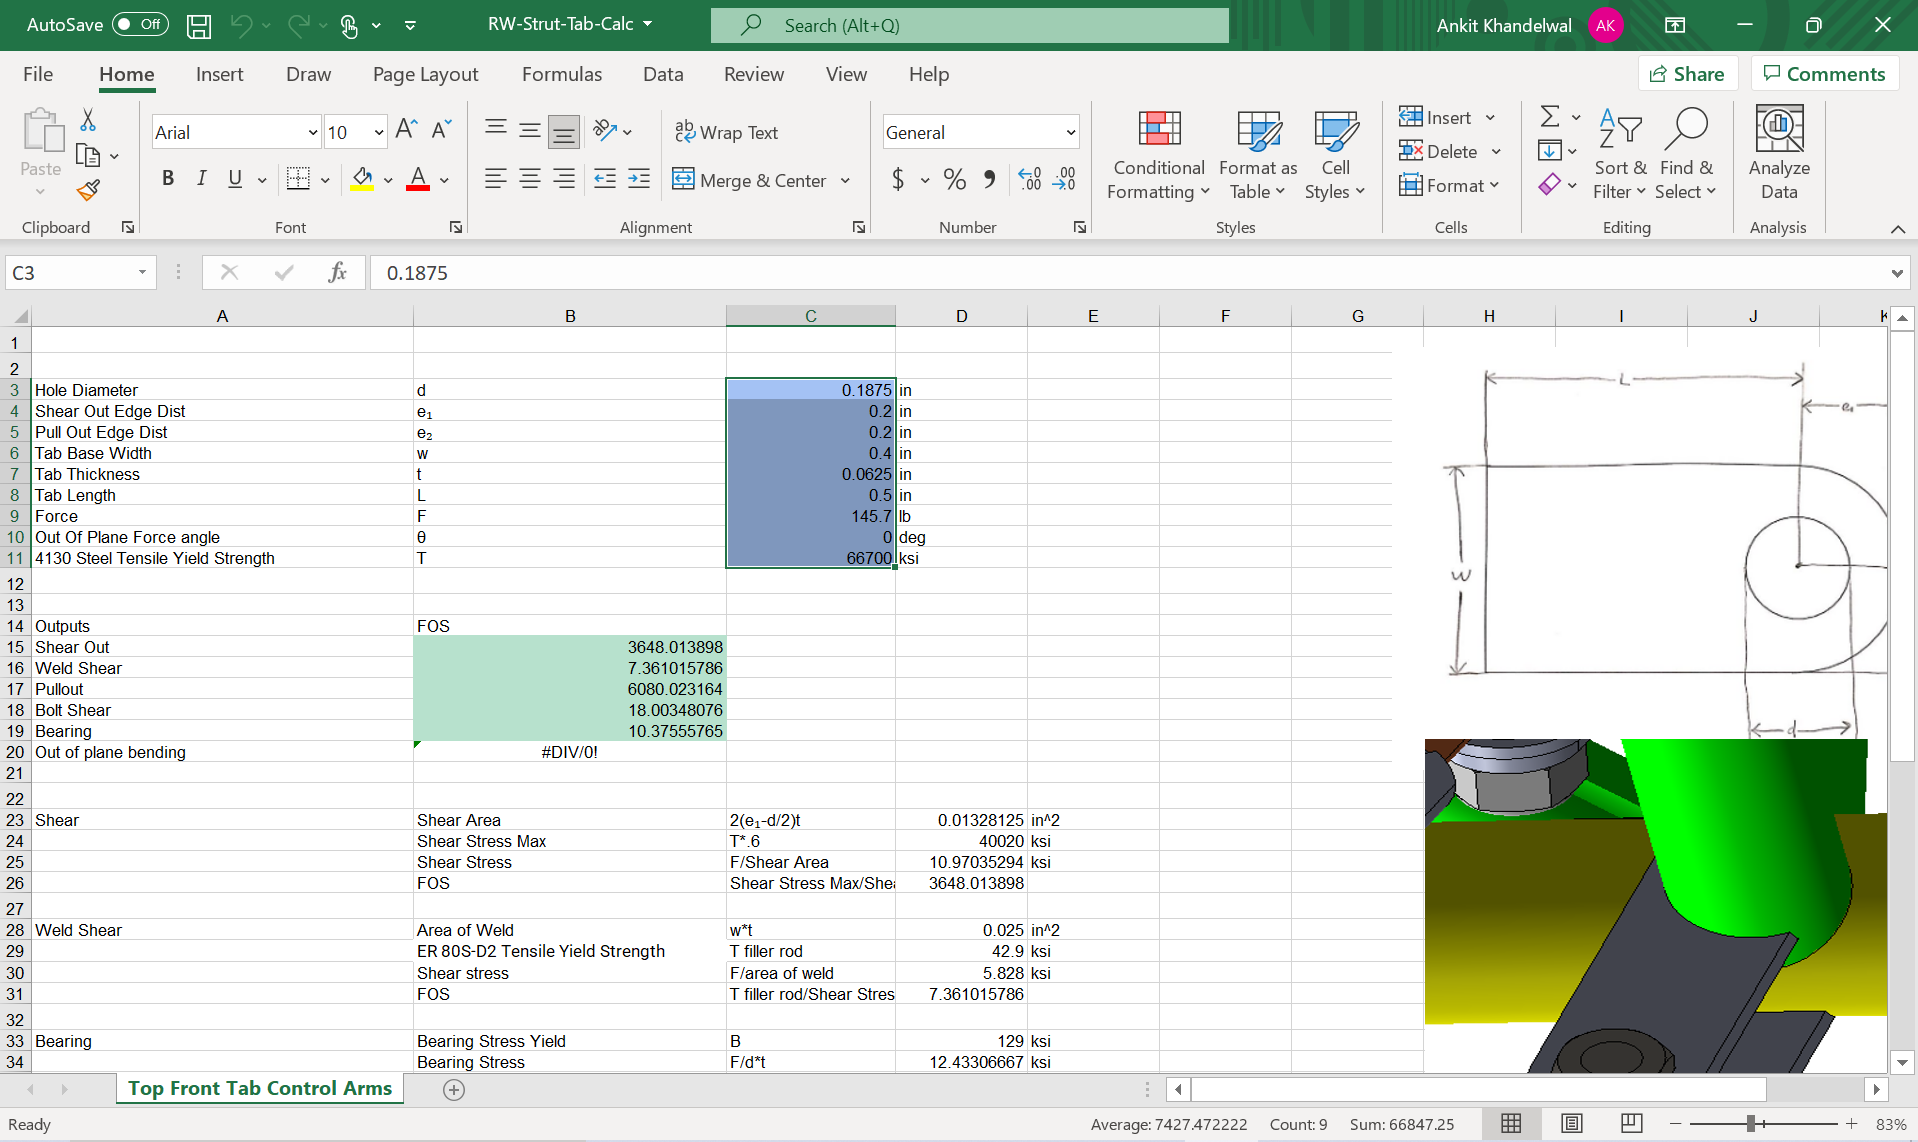 AutoSave Off RW-Strut-Tab-Calc Search (Alt+Q) Ankit Khandelwal AK
File Home Insert Draw Page Layout Formulas Data Review View Help Share Comments
Paste
Arial 10
B I U
Wrap Text
Merge & Center
General
Conditional Formatting
Format as Table
Cell Styles
Insert
Delete
Format
Sort & Filter
Find & Select
Analyze Data
Clipboard Font Alignment Number Styles Cells Editing Analysis
C3 fx 0.1875
A B C D E F G H I J K
1
2
3 Hole Diameter d 0.1875 in
4 Shear Out Edge Dist e₁ 0.2 in
5 Pull Out Edge Dist e₂ 0.2 in
6 Tab Base Width w 0.4 in
7 Tab Thickness t 0.0625 in
8 Tab Length L 0.5 in
9 Force F 145.7 lb
10 Out Of Plane Force angle θ 0 deg
11 4130 Steel Tensile Yield Strength T 66700 ksi
12
13
14 Outputs FOS
15 Shear Out 3648.013898
16 Weld Shear 7.361015786
17 Pullout 6080.023164
18 Bolt Shear 18.00348076
19 Bearing 10.37555765
20 Out of plane bending #DIV/0!
21
22
23 Shear Shear Area 2(e₁-d/2)t 0.01328125 in^2
24 Shear Stress Max T*.6 40020 ksi
25 Shear Stress F/Shear Area 10.97035294 ksi
26 FOS Shear Stress Max/Shea 3648.013898
27
28 Weld Shear Area of Weld w*t 0.025 in^2
29 ER 80S-D2 Tensile Yield Strength T filler rod 42.9 ksi
30 Shear stress F/area of weld 5.828 ksi
31 FOS T filler rod/Shear Stres 7.361015786
32
33 Bearing Bearing Stress Yield B 129 ksi
34 Bearing Stress F/d*t 12.43306667 ksi
L
e₁
w
d
Top Front Tab Control Arms
Ready Average: 7427.472222 Count: 9 Sum: 66847.25 83%